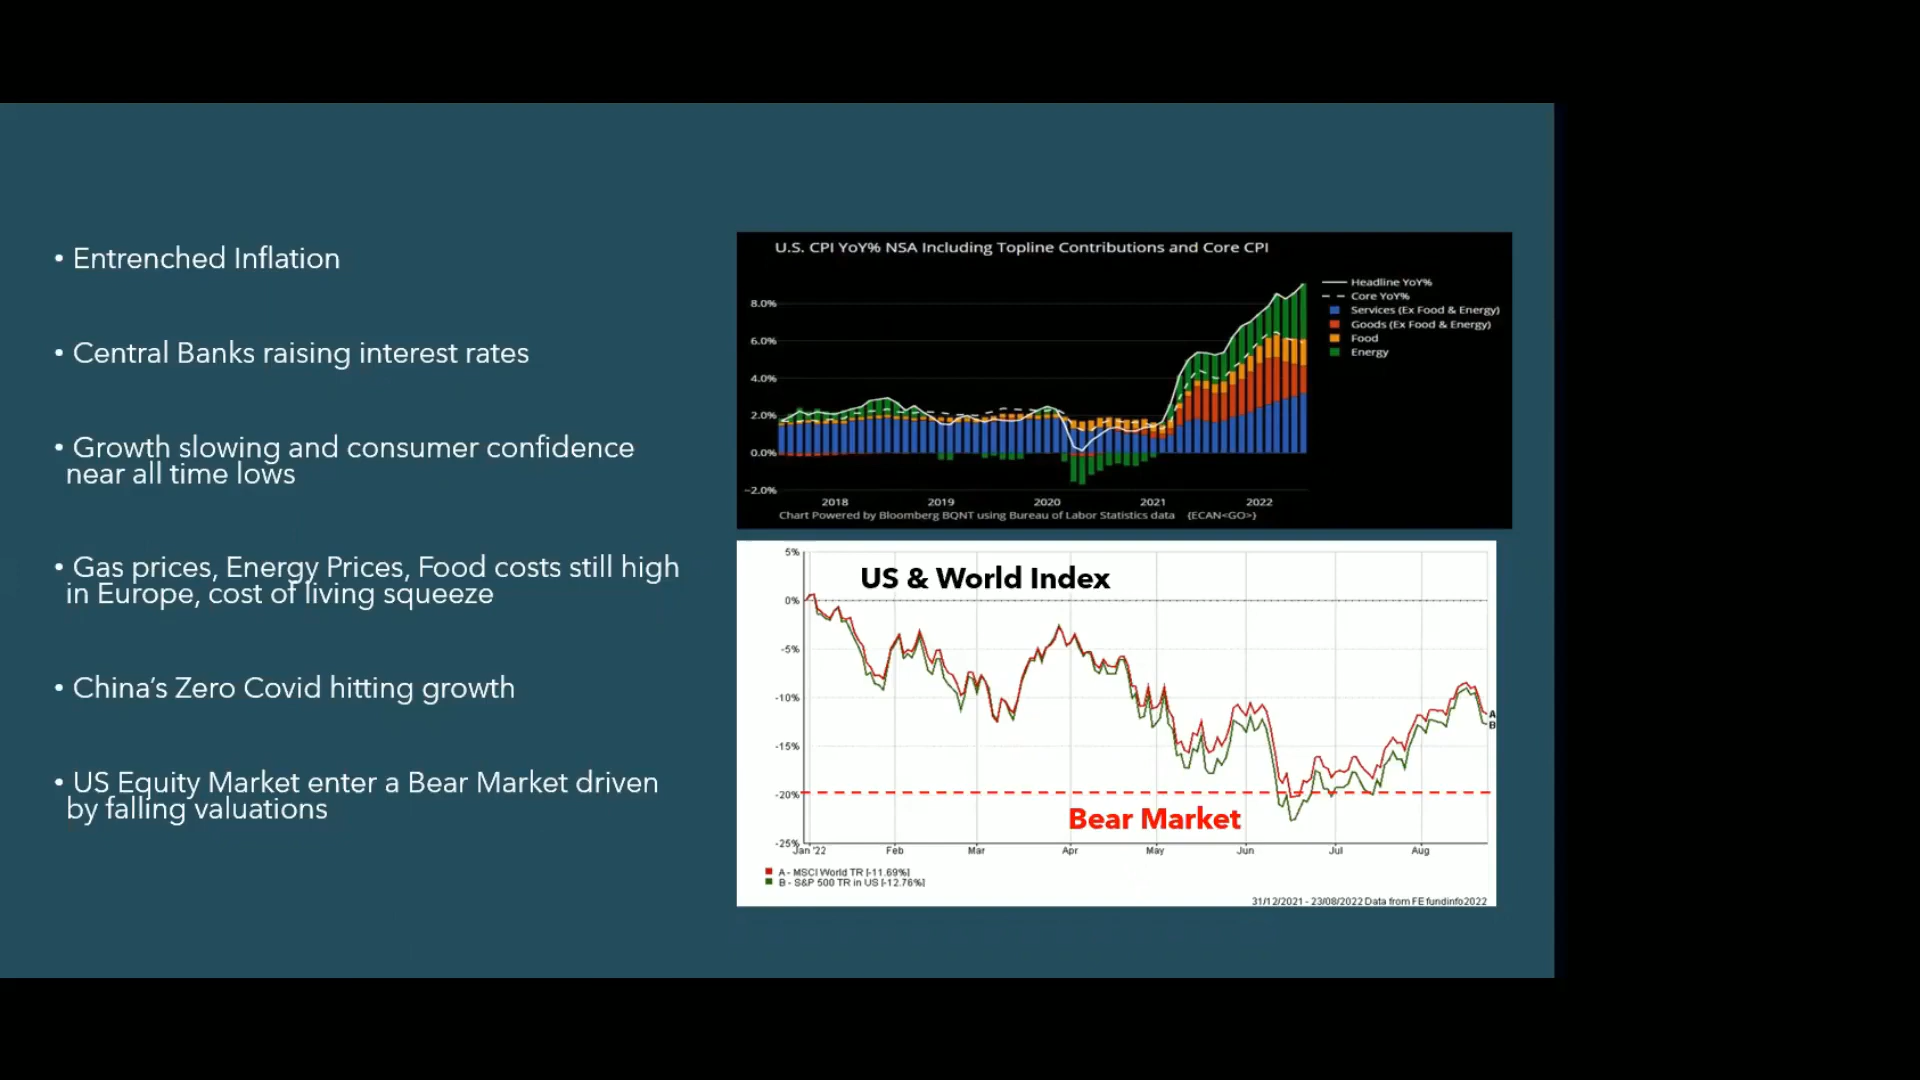 • Entrenched Inflation
• Central Banks raising interest rates
• Growth slowing and consumer confidence
near all time lows
• Gas prices, Energy Prices, Food costs still high
in Europe, cost of living squeeze
• China's Zero Covid hitting growth
• US Equity Market enter a Bear Market driven
by falling valuations
U.S. CPI YoY% NSA Including Topline Contributions and Core CPI
Headline YoY%
Core YoY%
Services (Ex Food & Energy)
Goods (Ex Food & Energy)
Food
Energy
8.0%
6.0%
4.0%
2.0%
0.0%
−2.0%
2018 2019 2020 2021 2022
Chart Powered by Bloomberg BQNT using Bureau of Labor Statistics data {ECAN<GO>}
US & World Index
5%
0%
-5%
-10%
-15%
-20%
-25%
A
B
Bear Market
Jan '22 Feb Mar Apr May Jun Jul Aug
A - MSCI World TR [-11.69%]
B - S&P 500 TR in US [-12.76%]
31/12/2021 - 23/08/2022 Data from FE fundinfo2022